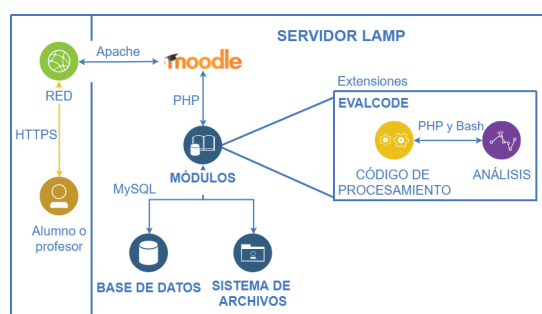 SERVIDOR LAMP
Apache
moodle
RED
PHP
HTTPS
Extensiones
EVALCODE
PHP y Bash
CÓDIGO DE
PROCESAMIENTO
ANÁLISIS
MÓDULOS
MySQL
Alumno o
profesor
BASE DE DATOS
SISTEMA DE
ARCHIVOS